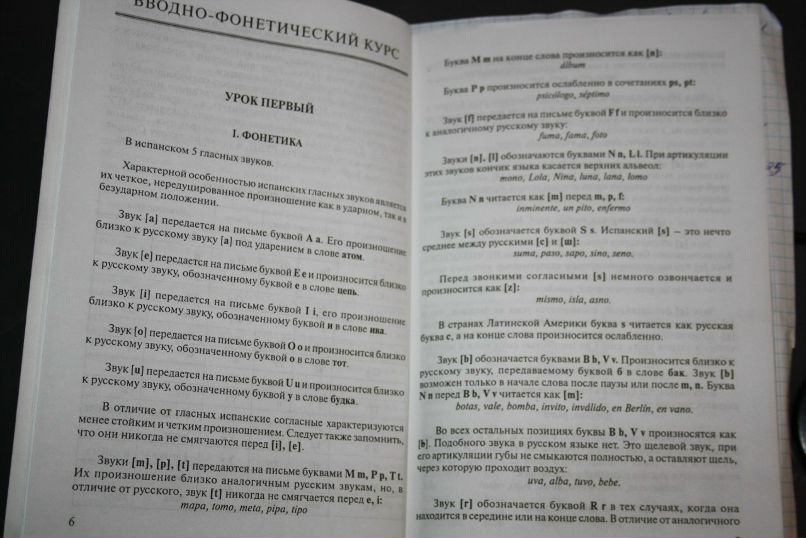 ВВОДНО-ФОНЕТИЧЕСКИЙ КУРС
УРОК ПЕРВЫЙ
I. ФОНЕТИКА
В испанском 5 гласных звуков.
Характерной особенностью испанских гласных звуков является
их четкое, нередуцированное произношение как в ударном, так и в
безударном положении.
Звук [a] передается на письме буквой A a. Его произношение
близко к русскому звуку [а] под ударением в слове атом.
Звук [e] передается на письме буквой E e и произносится близко
к русскому звуку, обозначенному буквой е в слове цепь.
Звук [i] передается на письме буквой I i, его произношение
близко к русскому звуку, обозначенному буквой и в слове ива.
Звук [o] передается на письме буквой O o и произносится близко
к русскому звуку, обозначенному буквой о в слове тот.
Звук [u] передается на письме буквой U u и произносится близко
к русскому звуку, обозначенному буквой у в слове будка.
В отличие от гласных испанские согласные характеризуются
менее стойким и четким произношением. Следует также запомнить,
что они никогда не смягчаются перед [i], [e].
Звуки [m], [p], [t] передаются на письме буквами M m, P p, T t.
Их произношение близко аналогичным русским звукам, но, в
отличие от русского, звук [t] никогда не смягчается перед e, i:
mapa, tomo, meta, pipa, tipo
6
Буква M m на конце слова произносится как [n]:
álbum
Буква P p произносится ослабленно в сочетаниях ps, pt:
psicólogo, séptimo
Звук [f] передается на письме буквой F f и произносится близко
к аналогичному русскому звуку:
fuma, fama, foto
Звуки [n], [l] обозначаются буквами N n, L l. При артикуляции
этих звуков кончик языка касается верхних альвеол:
mono, Lola, Nina, luna, lana, lomo
Буква N n читается как [m] перед m, p, f:
inminente, un pito, enfermo
Звук [s] обозначается буквой S s. Испанский [s] – это нечто
среднее между русскими [с] и [ш]:
suma, paso, sapo, sino, seno.
Перед звонкими согласными [s] немного озвончается и
произносится как [z]:
mismo, isla, asno.
В странах Латинской Америки буква s читается как русская
буква с, а на конце слова произносится ослабленно.
Звук [b] обозначается буквами B b, V v. Произносится близко к
русскому звуку, передаваемому буквой б в слове бак. Звук [b]
возможен только в начале слова после паузы или после m, n. Буква
N n перед B b, V v читается как [m]:
botas, vale, bomba, invito, inválido, en Berlín, en vano.
Во всех остальных позициях буквы B b, V v произносятся как
[b]. Подобного звука в русском языке нет. Это щелевой звук, при
его артикуляции губы не смыкаются полностью, а оставляют щель,
через которую проходит воздух:
uva, alba, tuvo, bebe.
Звук [r] обозначается буквой R r в тех случаях, когда она
находится в середине или на конце слова. В отличие от аналогичного